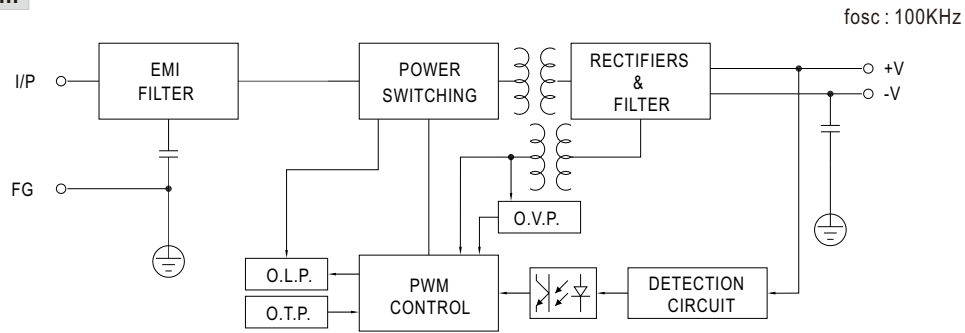 fosc : 100KHz
I/P
EMI
FILTER
POWER
SWITCHING
RECTIFIERS
&
FILTER
+V
-V
FG
O.V.P.
O.L.P.
O.T.P.
PWM
CONTROL
DETECTION
CIRCUIT